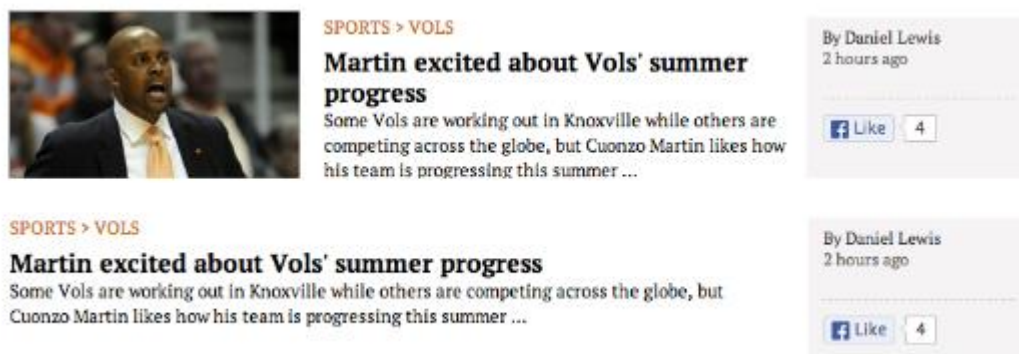 SPORTS > VOLS
Martin excited about Vols' summer
progress
Some Vols are working out in Knoxville while others are
competing across the globe, but Cuonzo Martin likes how
his team is progressing this summer ...
By Daniel Lewis
2 hours ago
Like 4
SPORTS > VOLS
Martin excited about Vols' summer progress
Some Vols are working out in Knoxville while others are competing across the globe, but
Cuonzo Martin likes how his team is progressing this summer ...
By Daniel Lewis
2 hours ago
Like 4